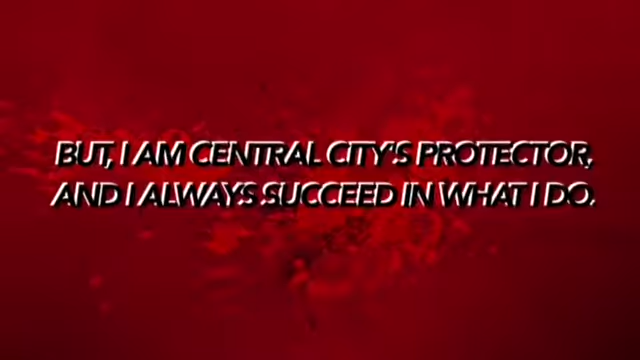 BUT, I AM CENTRAL CITY'S PROTECTOR,
AND I ALWAYS SUCCEED IN WHAT I DO.